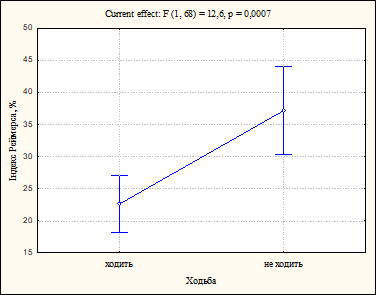 Current effect: F (1, 68) = 12,6, p = 0,0007
50
45
40
35
30
25
20
15
Індекс Реймерса, %
ходить
не ходить
Ходьба